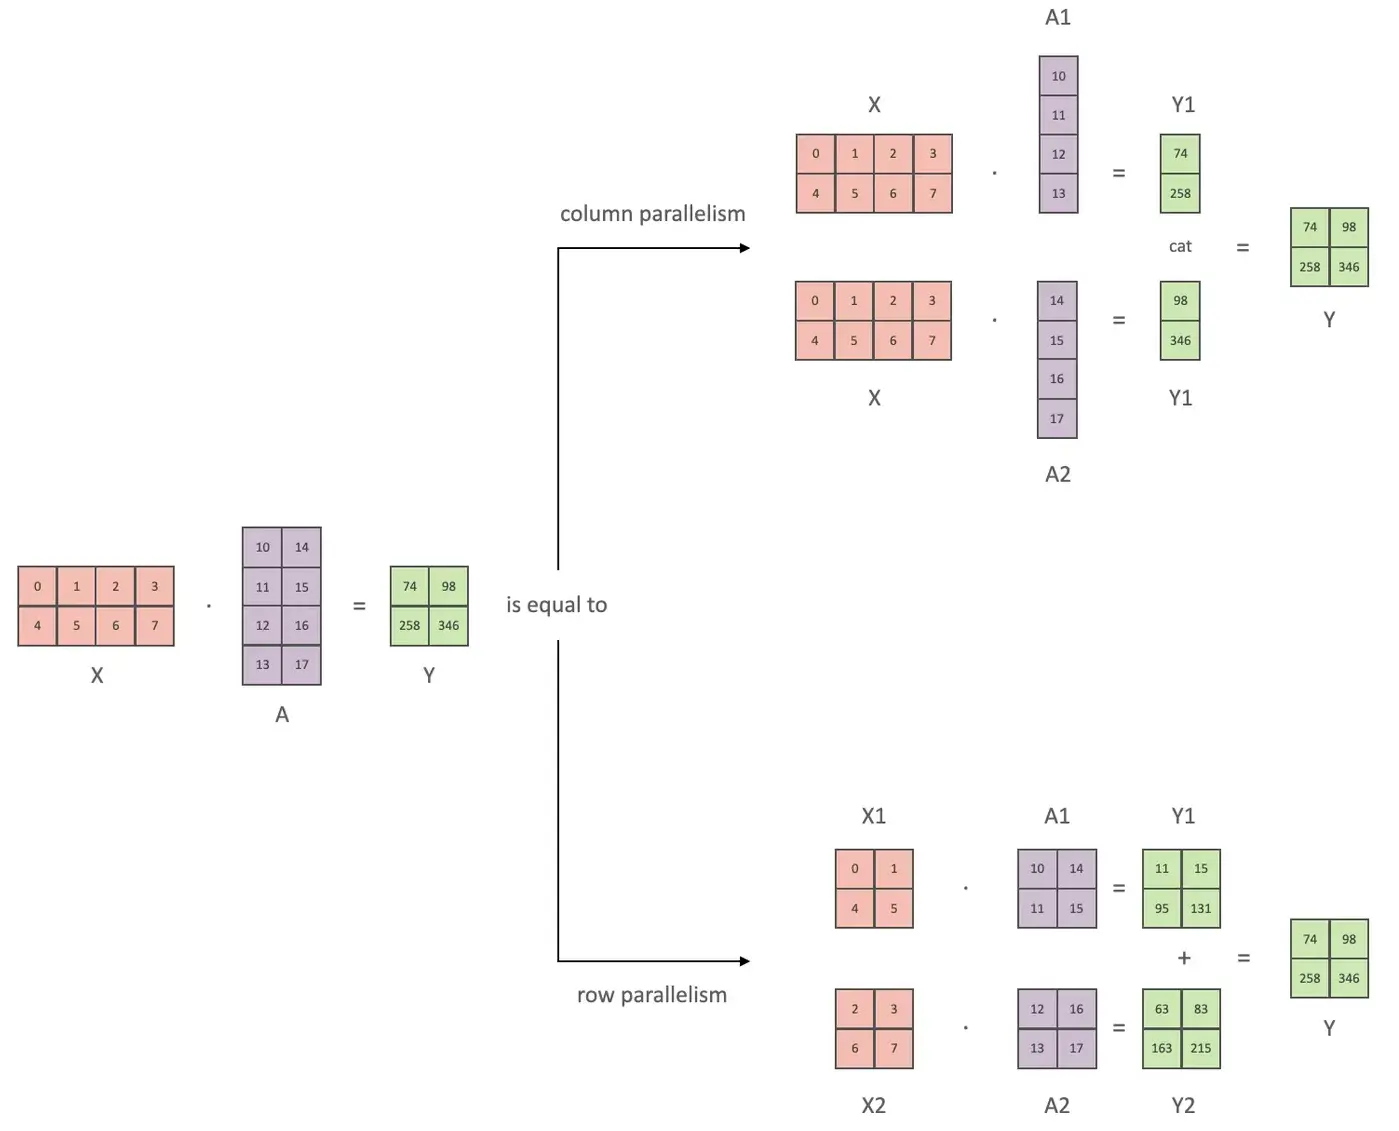 0 1 2 3
4 5 6 7
X
·
10 14
11 15
12 16
13 17
A
=
74 98
258 346
Y
is equal to
column parallelism
X
0 1 2 3
4 5 6 7
·
A1
10
11
12
13
=
Y1
74
258
cat
0 1 2 3
4 5 6 7
X
·
14
15
16
17
A2
=
98
346
Y1
=
74 98
258 346
Y
row parallelism
X1
0 1
4 5
·
A1
10 14
11 15
=
Y1
11 15
95 131
+
2 3
6 7
X2
·
12 16
13 17
A2
=
63 83
163 215
Y2
=
74 98
258 346
Y